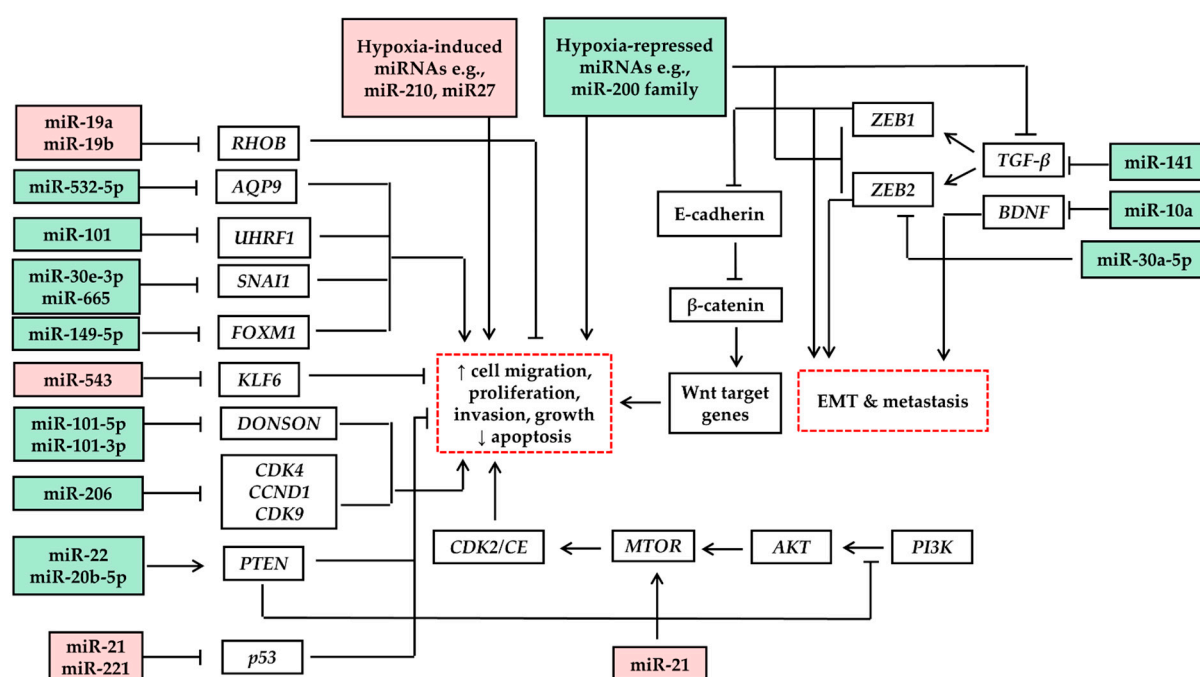 Hypoxia-induced
miRNAs e.g.,
miR-210, miR27
Hypoxia-repressed
miRNAs e.g.,
miR-200 family
miR-19a
miR-19b
RHOB
miR-532-5p
AQP9
miR-101
UHRF1
miR-30e-3p
miR-665
SNAI1
miR-149-5p
FOXM1
miR-543
KLF6
miR-101-5p
miR-101-3p
DONSON
miR-206
CDK4
CCND1
CDK9
miR-22
miR-20b-5p
PTEN
miR-21
miR-221
p53
↑ cell migration,
proliferation,
invasion, growth
↓ apoptosis
ZEB1
ZEB2
TGF-β
miR-141
BDNF
miR-10a
miR-30a-5p
E-cadherin
β-catenin
Wnt target
genes
EMT & metastasis
CDK2/CE
MTOR
AKT
PI3K
miR-21